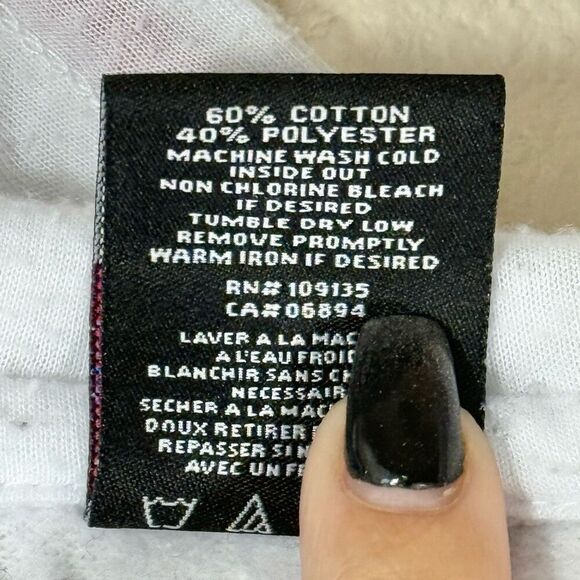 60% COTTON
40% POLYESTER
MACHINE WASH COLD
INSIDE OUT
NON CHLORINE BLEACH
IF DESIRED
TUMBLE DRY LOW
REMOVE PROMPTLY
WARM IRON IF DESIRED
RN# 109135
CA# 06894
LAVER A LA
A L'EAU
BLANCHIR SANS
SECHER A LA
DOUX RETIRER
REPASSER
AVEC UN